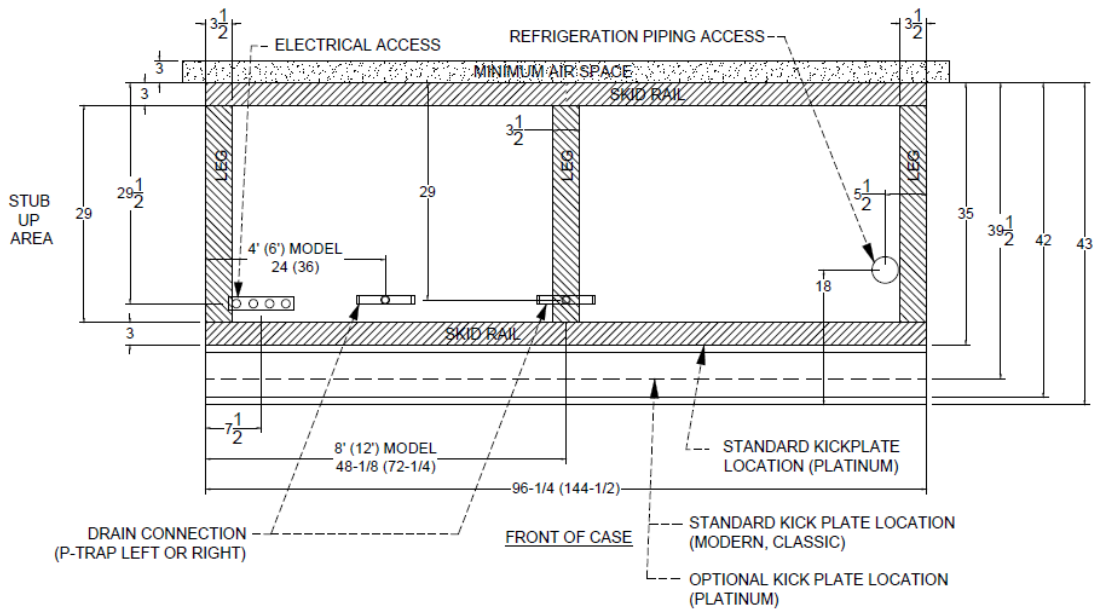 3 1/2
3 1/2
ELECTRICAL ACCESS
REFRIGERATION PIPING ACCESS
3
MINIMUM AIR SPACE
3
SKID RAIL
3 1/2
LEG
LEG
LEG
STUB
UP
AREA
29
29 1/2
29
5 1/2
35
39 1/2
42
43
4' (6') MODEL
24 (36)
18
3
SKID RAIL
7 1/2
8' (12') MODEL
48-1/8 (72-1/4)
STANDARD KICKPLATE
LOCATION (PLATINUM)
96-1/4 (144-1/2)
DRAIN CONNECTION
(P-TRAP LEFT OR RIGHT)
FRONT OF CASE
STANDARD KICK PLATE LOCATION
(MODERN, CLASSIC)
OPTIONAL KICK PLATE LOCATION
(PLATINUM)